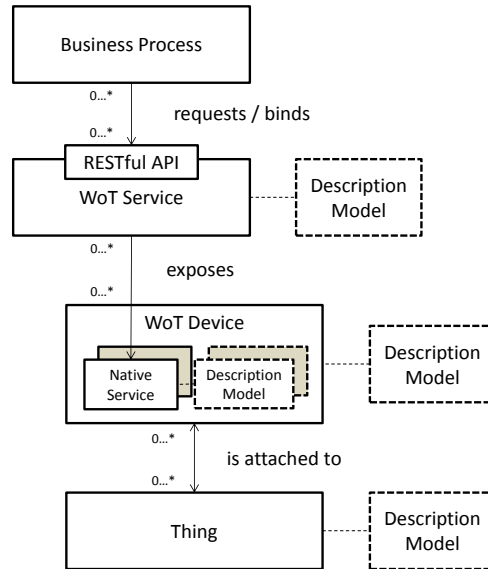 Business Process
0...*
requests / binds
0...*
RESTful API
WoT Service
Description
Model
0...*
exposes
0...*
WoT Device
Native
Service
Description
Model
Description
Model
0...*
is attached to
0...*
Thing
Description
Model